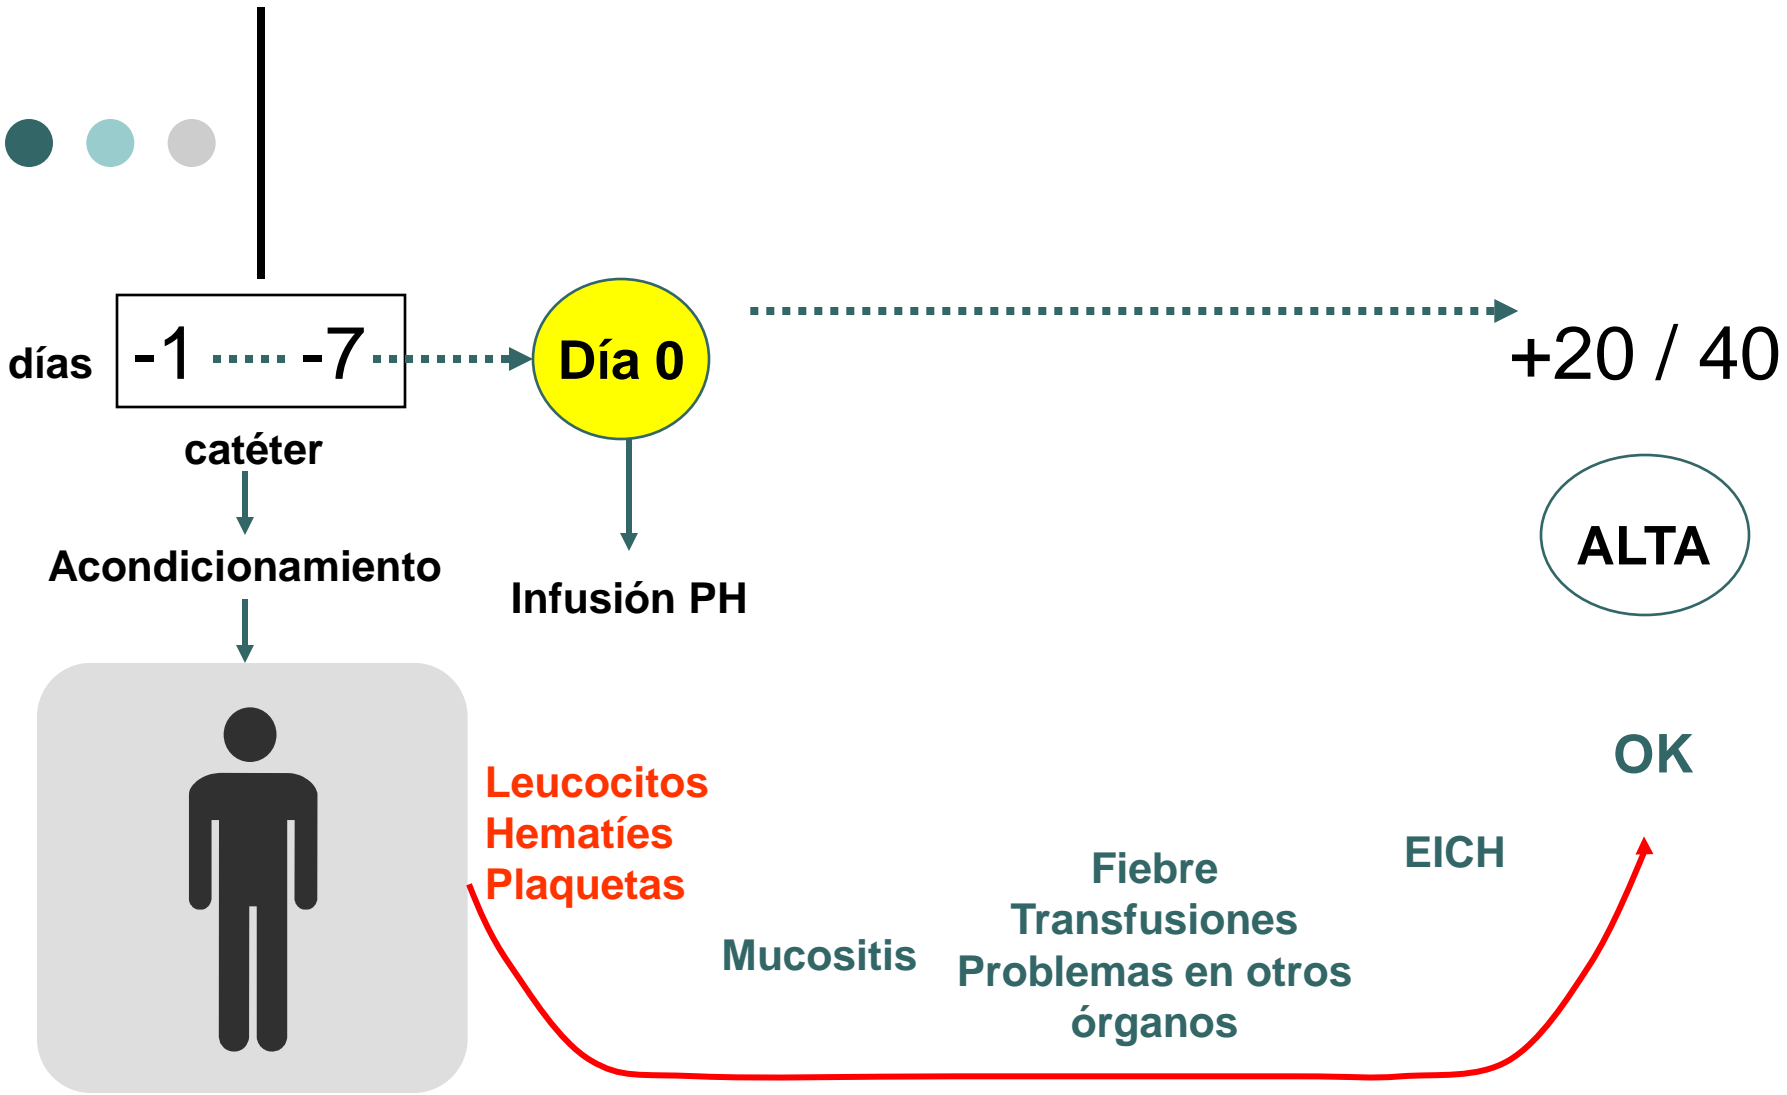 días
-1 -7
Día 0
+20 / 40
catéter
Acondicionamiento
Infusión PH
ALTA
OK
Leucocitos
Hematíes
Plaquetas
Mucositis
Fiebre
Transfusiones
Problemas en otros
órganos
EICH